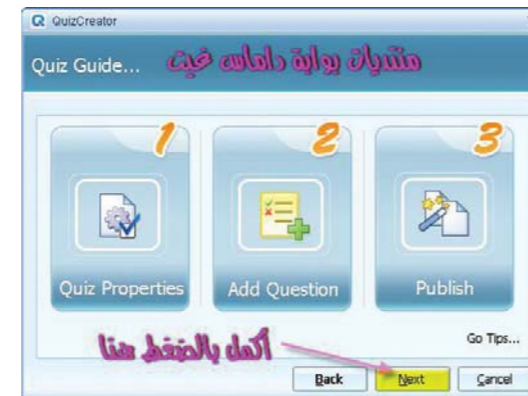 QuizCreator
Quiz Guide...
منتديات بوابة داماس غيت
1
2
3
Quiz Properties
Add Question
Publish
أكمل بالضغط هنا
Go Tips...
Back
Next
Cancel